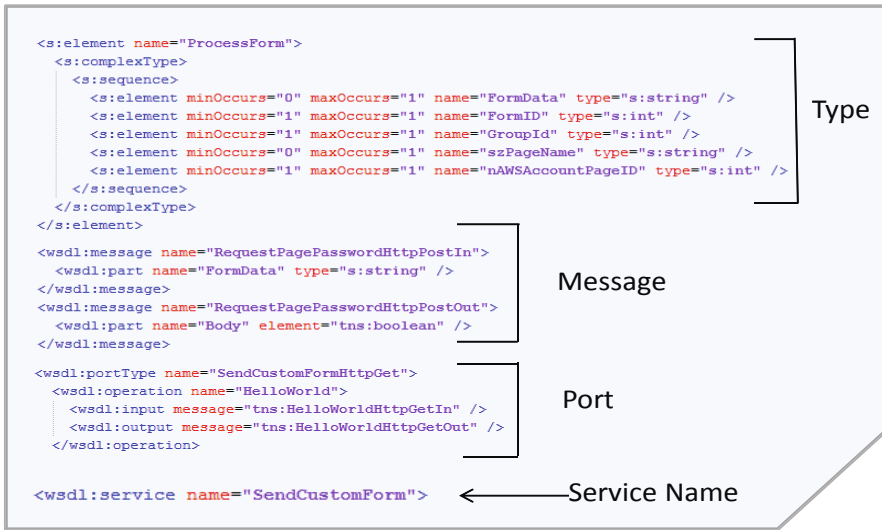 <s:element name="ProcessForm">
<s:complexType>
<s:sequence>
<s:element minOccurs="0" maxOccurs="1" name="FormData" type="s:string" />
<s:element minOccurs="1" maxOccurs="1" name="FormID" type="s:int" />
<s:element minOccurs="1" maxOccurs="1" name="GroupId" type="s:int" />
<s:element minOccurs="0" maxOccurs="1" name="szPageName" type="s:string" />
<s:element minOccurs="1" maxOccurs="1" name="nAWSAccountPageID" type="s:int" />
</s:sequence>
</s:complexType>
</s:element>
Type
<wsdl:message name="RequestPagePasswordHttpPostIn">
<wsdl:part name="FormData" type="s:string" />
</wsdl:message>
<wsdl:message name="RequestPagePasswordHttpPostOut">
<wsdl:part name="Body" element="tns:boolean" />
</wsdl:message>
Message
<wsdl:portType name="SendCustomFormHttpGet">
<wsdl:operation name="HelloWorld">
<wsdl:input message="tns:HelloWorldHttpGetIn" />
<wsdl:output message="tns:HelloWorldHttpGetOut" />
</wsdl:operation>
Port
<wsdl:service name="SendCustomForm">
Service Name